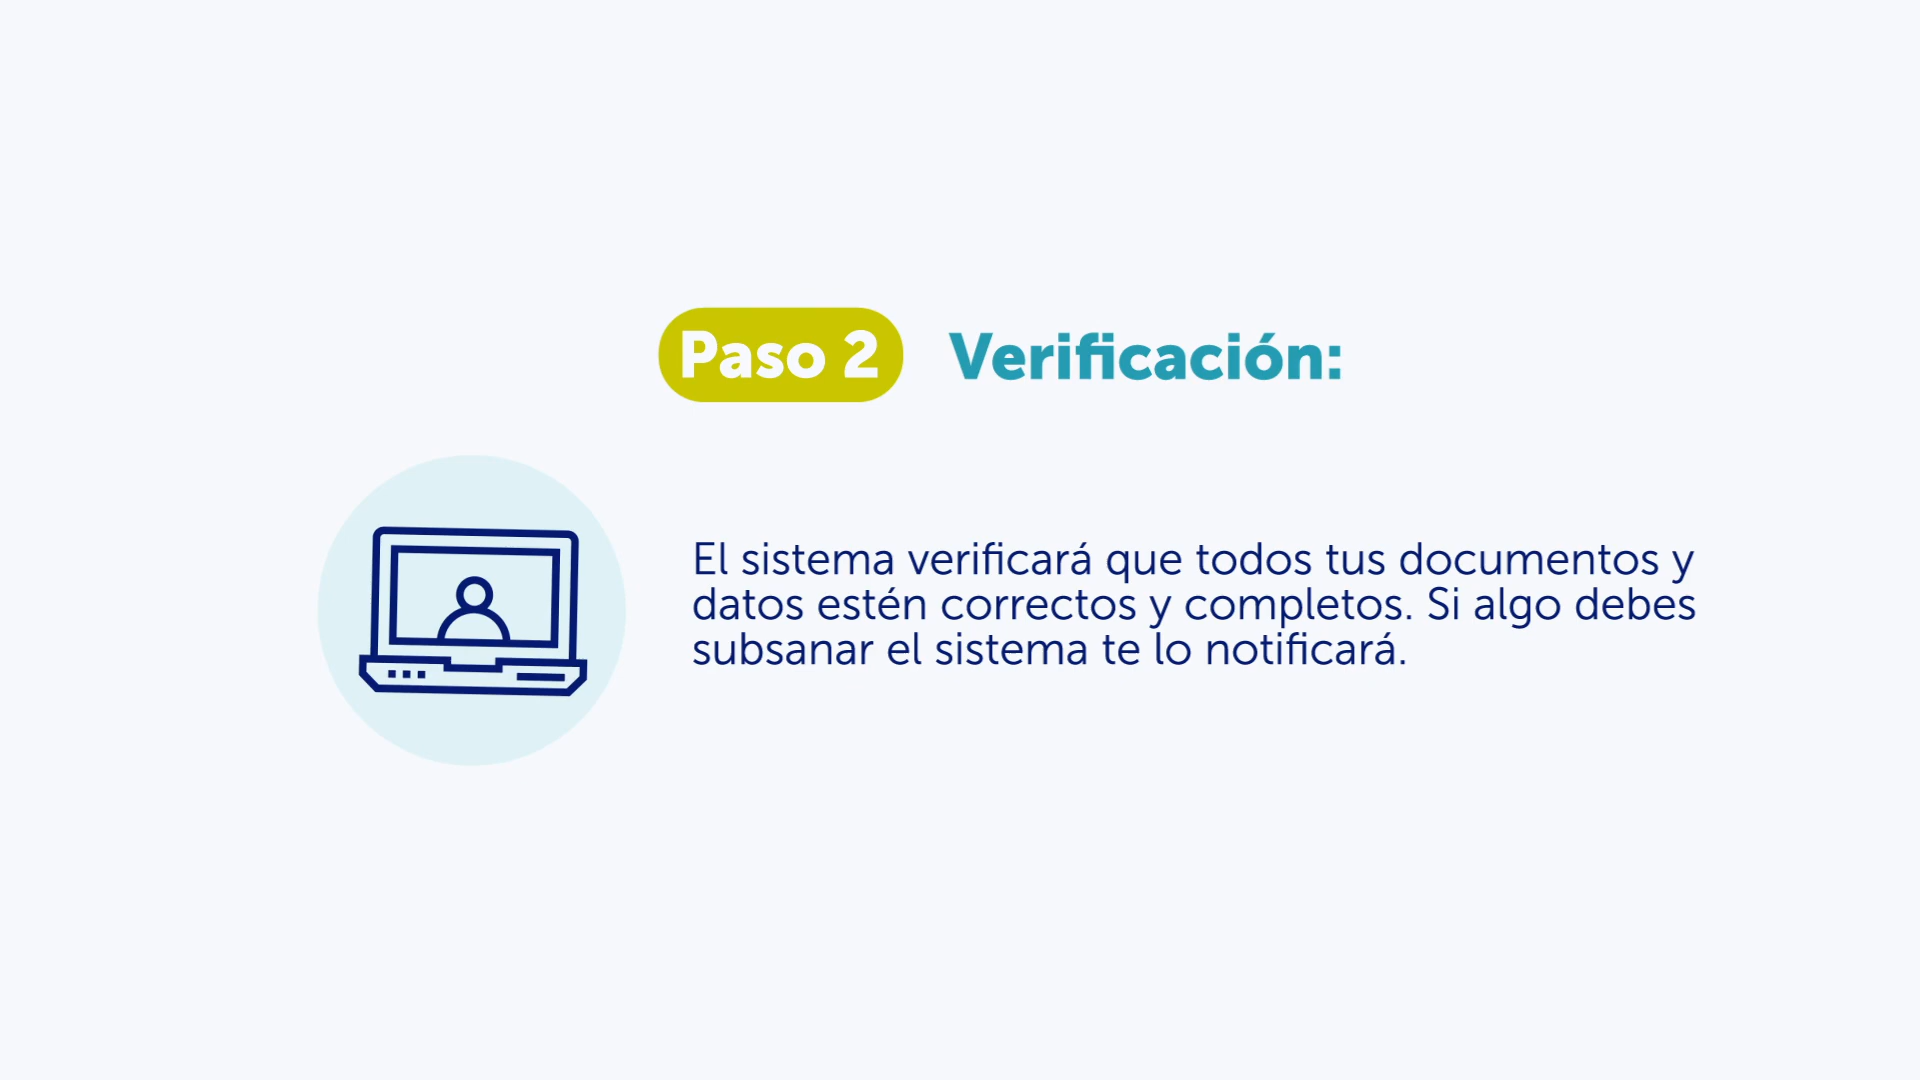 Paso 2 Verificación:
El sistema verificará que todos tus documentos y
datos estén correctos y completos. Si algo debes
subsanar el sistema te lo notificará.